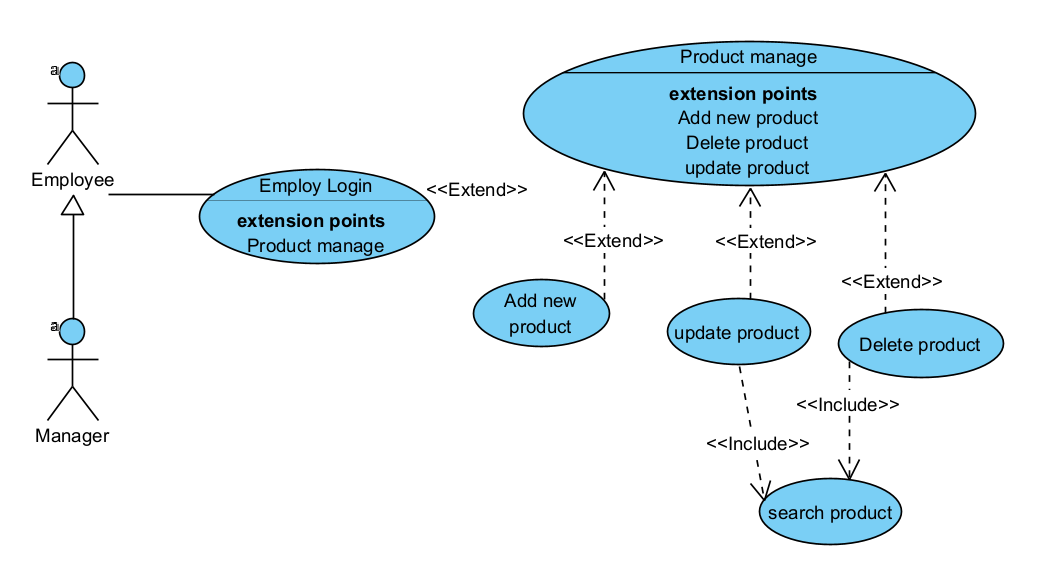 a
Employee
Employ Login
extension points
Product manage
<<Extend>>
Product manage
extension points
Add new product
Delete product
update product
<<Extend>>
<<Extend>>
<<Extend>>
Add new
product
update product
Delete product
<<Include>>
<<Include>>
search product
a
Manager